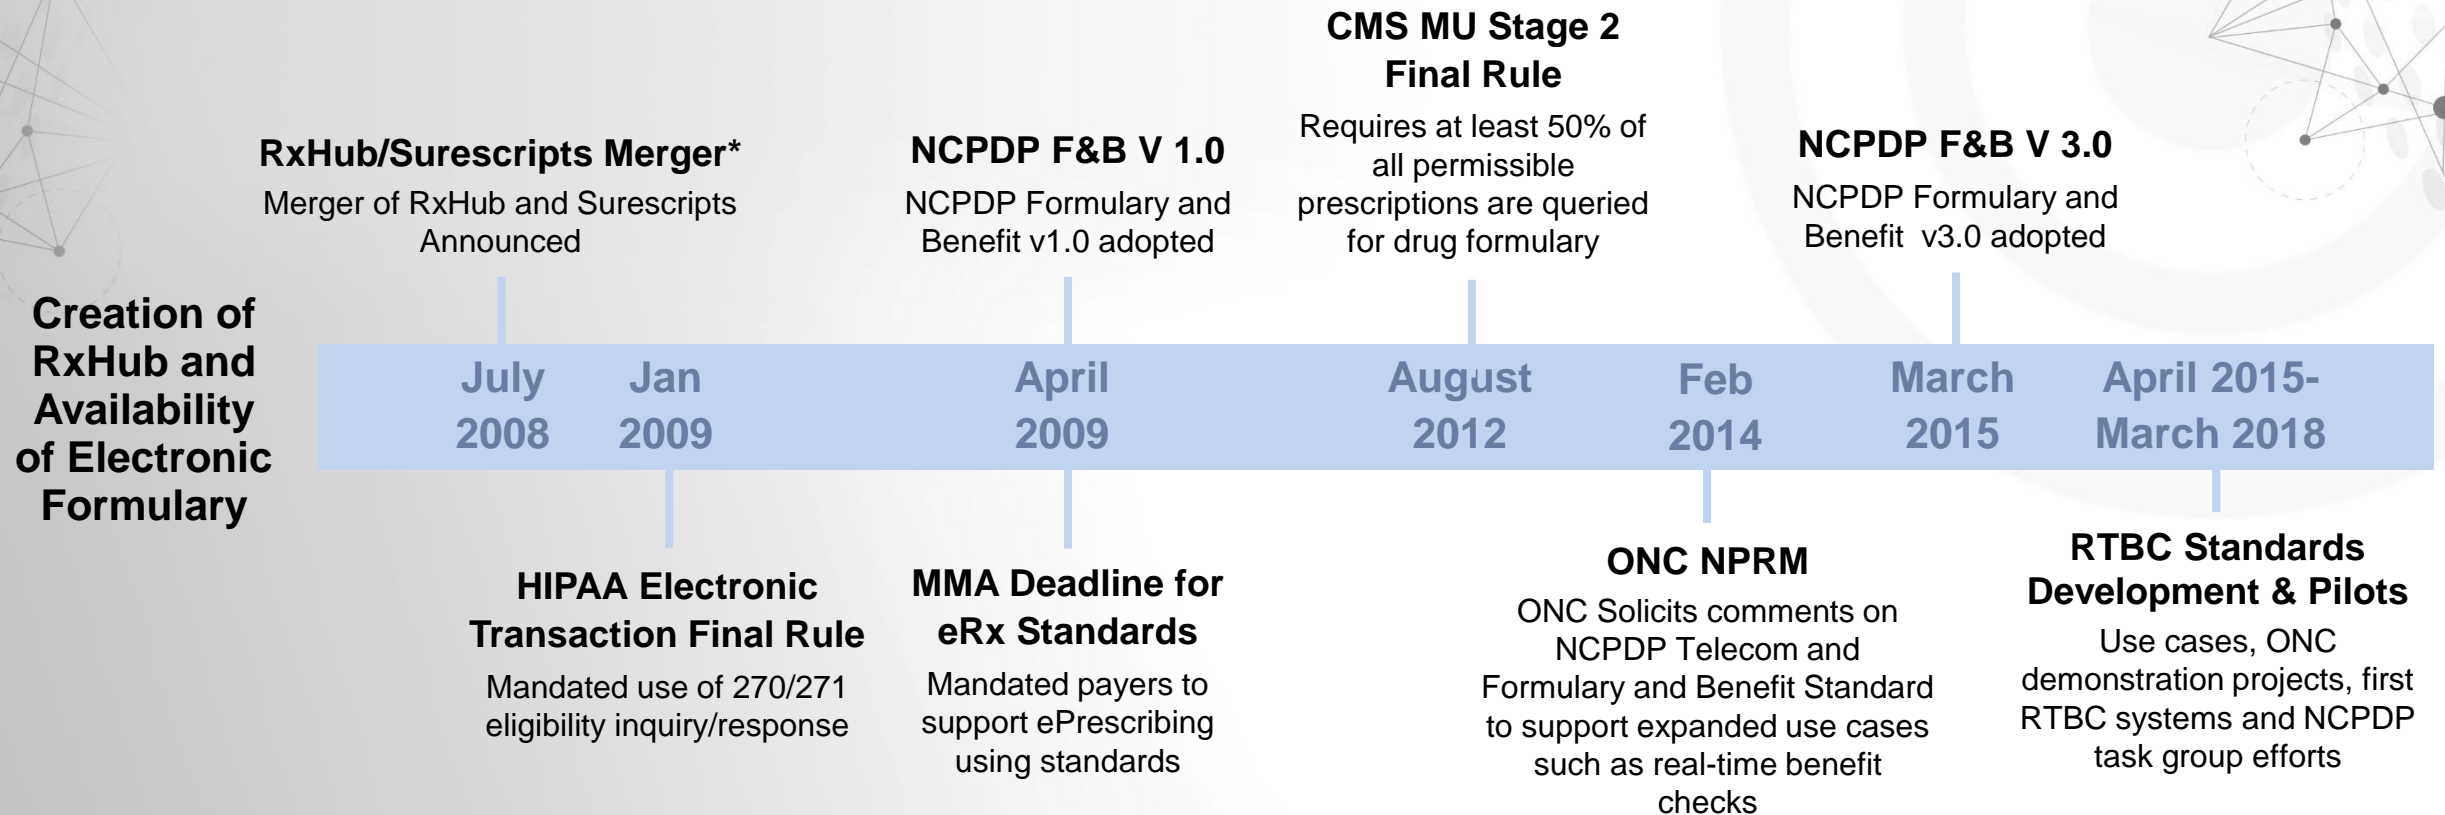 Creation of
RxHub and
Availability
of Electronic
Formulary
RxHub/Surescripts Merger*
Merger of RxHub and Surescripts
Announced
NCPDP F&B V 1.0
NCPDP Formulary and
Benefit v1.0 adopted
CMS MU Stage 2
Final Rule
Requires at least 50% of
all permissible
prescriptions are queried
for drug formulary
NCPDP F&B V 3.0
NCPDP Formulary and
Benefit v3.0 adopted
July
2008
Jan
2009
April
2009
August
2012
Feb
2014
March
2015
April 2015-
March 2018
HIPAA Electronic
Transaction Final Rule
Mandated use of 270/271
eligibility inquiry/response
MMA Deadline for
eRx Standards
Mandated payers to
support ePrescribing
using standards
ONC NPRM
ONC Solicits comments on
NCPDP Telecom and
Formulary and Benefit Standard
to support expanded use cases
such as real-time benefit
checks
RTBC Standards
Development & Pilots
Use cases, ONC
demonstration projects, first
RTBC systems and NCPDP
task group efforts